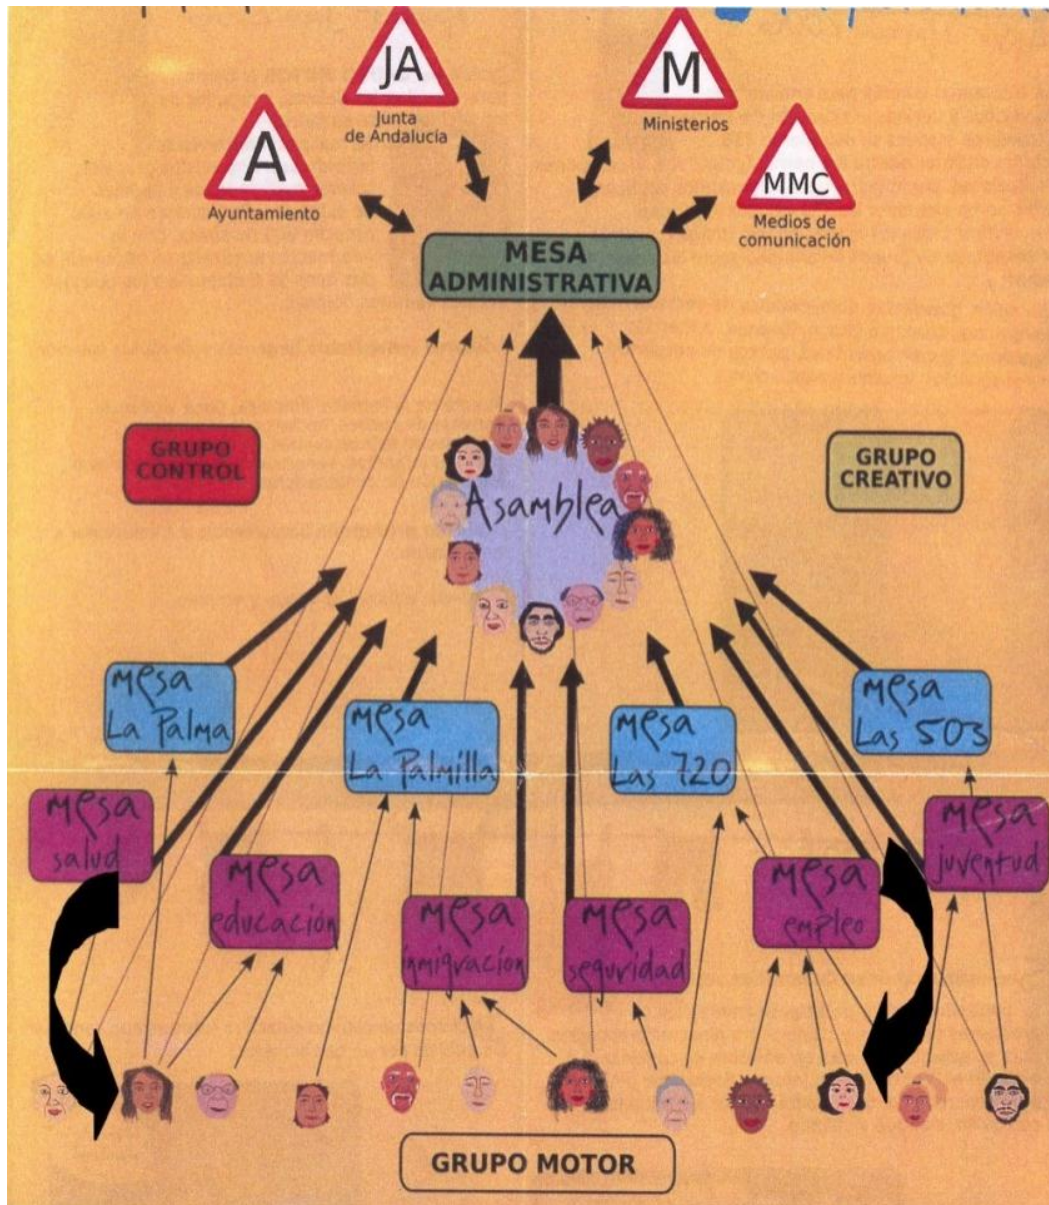 JA
Junta
de Andalucía
M
Ministerios
A
Ayuntamiento
MMC
Medios de
comunicación
MESA
ADMINISTRATIVA
GRUPO
CONTROL
GRUPO
CREATIVO
Asamblea
mesa
La Palma
mesa
La Palmilla
mesa
Las 720
mesa
Las 503
mesa
salud
mesa
educación
mesa
inmigración
mesa
seguridad
mesa
empleo
mesa
juventud
GRUPO MOTOR